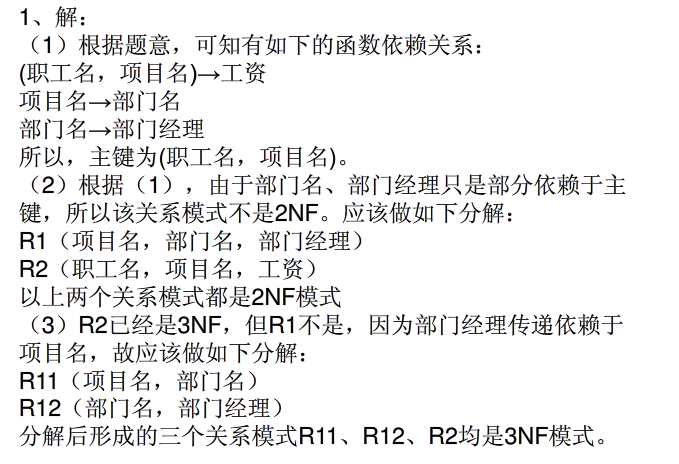 1、解：
（1）根据题意，可知有如下的函数依赖关系：
(职工名，项目名)→工资
项目名→部门名
部门名→部门经理
所以，主键为(职工名，项目名)。
（2）根据（1），由于部门名、部门经理只是部分依赖于主
键，所以该关系模式不是2NF。应该做如下分解：
R1（项目名，部门名，部门经理）
R2（职工名，项目名，工资）
以上两个关系模式都是2NF模式
（3）R2已经是3NF，但R1不是，因为部门经理传递依赖于
项目名，故应该做如下分解：
R11（项目名，部门名）
R12（部门名，部门经理）
分解后形成的三个关系模式R11、R12、R2均是3NF模式。